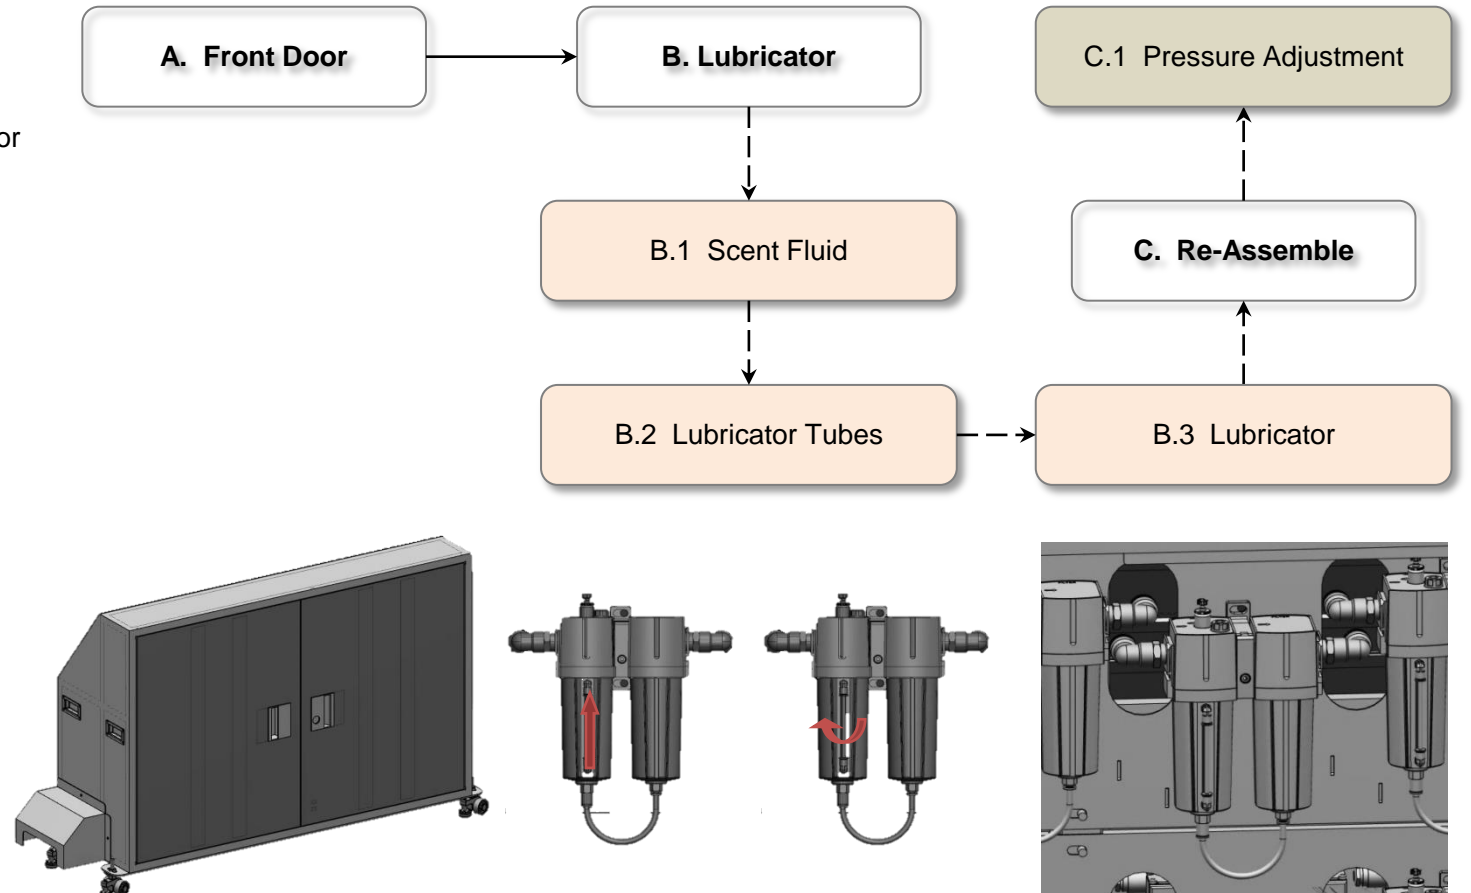 A. Front Door
B. Lubricator
C.1 Pressure Adjustment
or
B.1 Scent Fluid
C. Re-Assemble
B.2 Lubricator Tubes
B.3 Lubricator